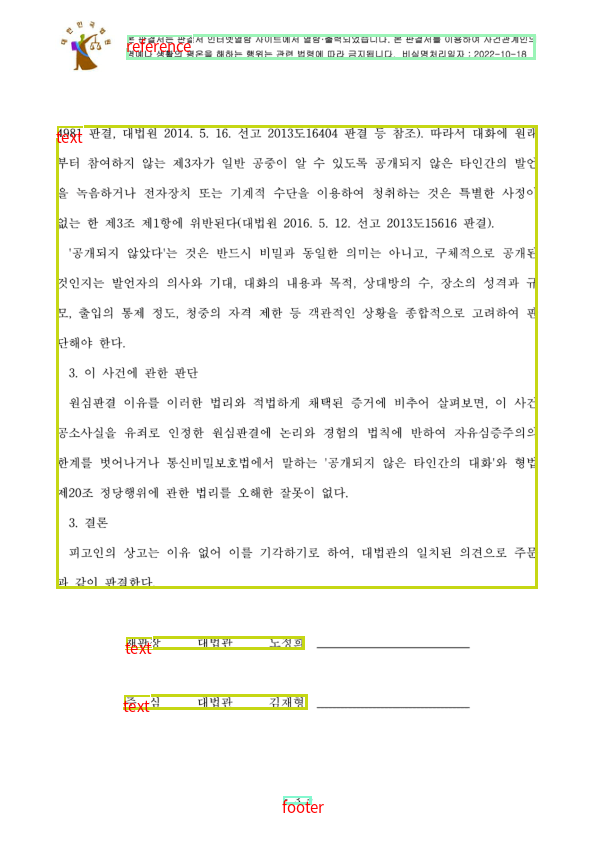 대한민국법원
판결서는 판결서 인터넷열람 사이트에서 열람·출력되었습니다. 본 판결서를 이용하여 사건관계인의
명예나 생활의 평온을 해하는 행위는 관련 법령에 따라 금지됩니다. 비실명처리일자 : 2022-10-18
reference
4981 판결, 대법원 2014. 5. 16. 선고 2013도16404 판결 등 참조). 따라서 대화에 원래
text
부터 참여하지 않는 제3자가 일반 공중이 알 수 있도록 공개되지 않은 타인간의 발언
을 녹음하거나 전자장치 또는 기계적 수단을 이용하여 청취하는 것은 특별한 사정이
없는 한 제3조 제1항에 위반된다(대법원 2016. 5. 12. 선고 2013도15616 판결).
'공개되지 않았다'는 것은 반드시 비밀과 동일한 의미는 아니고, 구체적으로 공개된
것인지는 발언자의 의사와 기대, 대화의 내용과 목적, 상대방의 수, 장소의 성격과 규
모, 출입의 통제 정도, 청중의 자격 제한 등 객관적인 상황을 종합적으로 고려하여 판
단해야 한다.
3. 이 사건에 관한 판단
원심판결 이유를 이러한 법리와 적법하게 채택된 증거에 비추어 살펴보면, 이 사건
공소사실을 유죄로 인정한 원심판결에 논리와 경험의 법칙에 반하여 자유심증주의의
한계를 벗어나거나 통신비밀보호법에서 말하는 '공개되지 않은 타인간의 대화'와 형법
제20조 정당행위에 관한 법리를 오해한 잘못이 없다.
3. 결론
피고인의 상고는 이유 없어 이를 기각하기로 하여, 대법관의 일치된 의견으로 주문
과 같이 판결한다.
재판장 대법관 노정희
text
주 심 대법관 김재형
text
footer